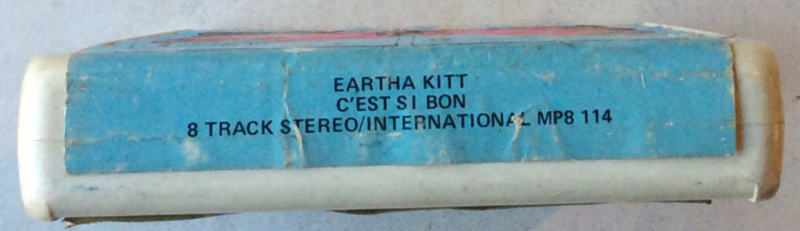 EARTHA KITT
C'EST SI BON
8 TRACK STEREO/INTERNATIONAL MP8 114